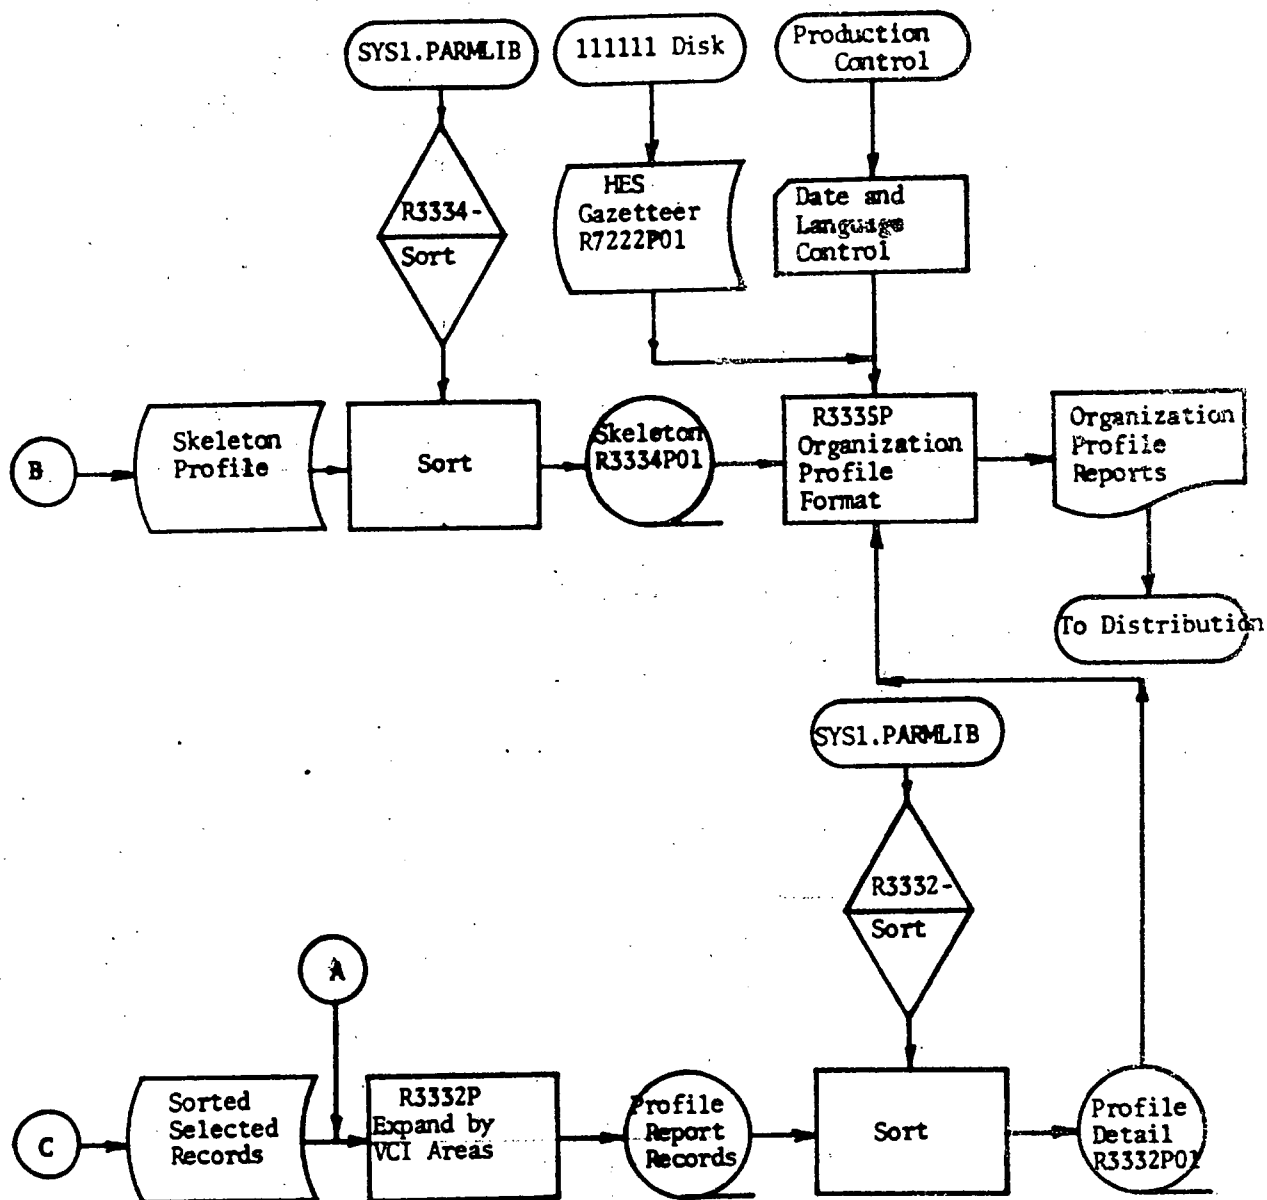 SYS1.PARMLIB
111111 Disk
Production
Control
R3334-
Sort
HES
Gazetteer
R7222P01
Date and
Language
Control
B
Skeleton
Profile
Sort
Skeleton
R3334P01
R3335P
Organization
Profile
Format
Organization
Profile
Reports
To Distribution
SYS1.PARMLIB
R3332-
Sort
A
C
Sorted
Selected
Records
R3332P
Expand by
VCI Areas
Profile
Report
Records
Sort
Profile
Detail
R3332P01